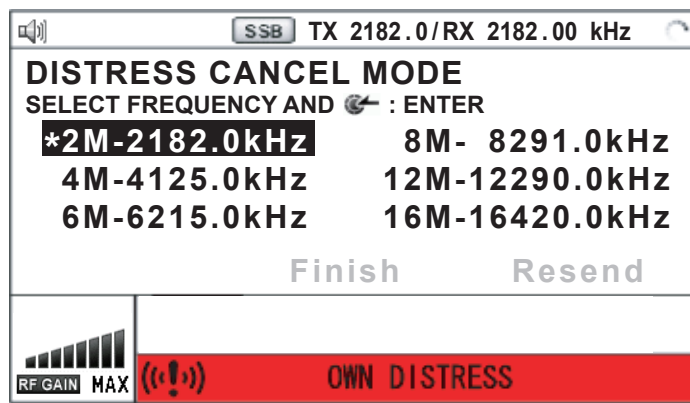 SSB TX 2182.0/RX 2182.00 kHz
DISTRESS CANCEL MODE
SELECT FREQUENCY AND : ENTER
*2M-2182.0kHz 8M- 8291.0kHz
4M-4125.0kHz 12M-12290.0kHz
6M-6215.0kHz 16M-16420.0kHz
Finish Resend
RF GAIN MAX OWN DISTRESS